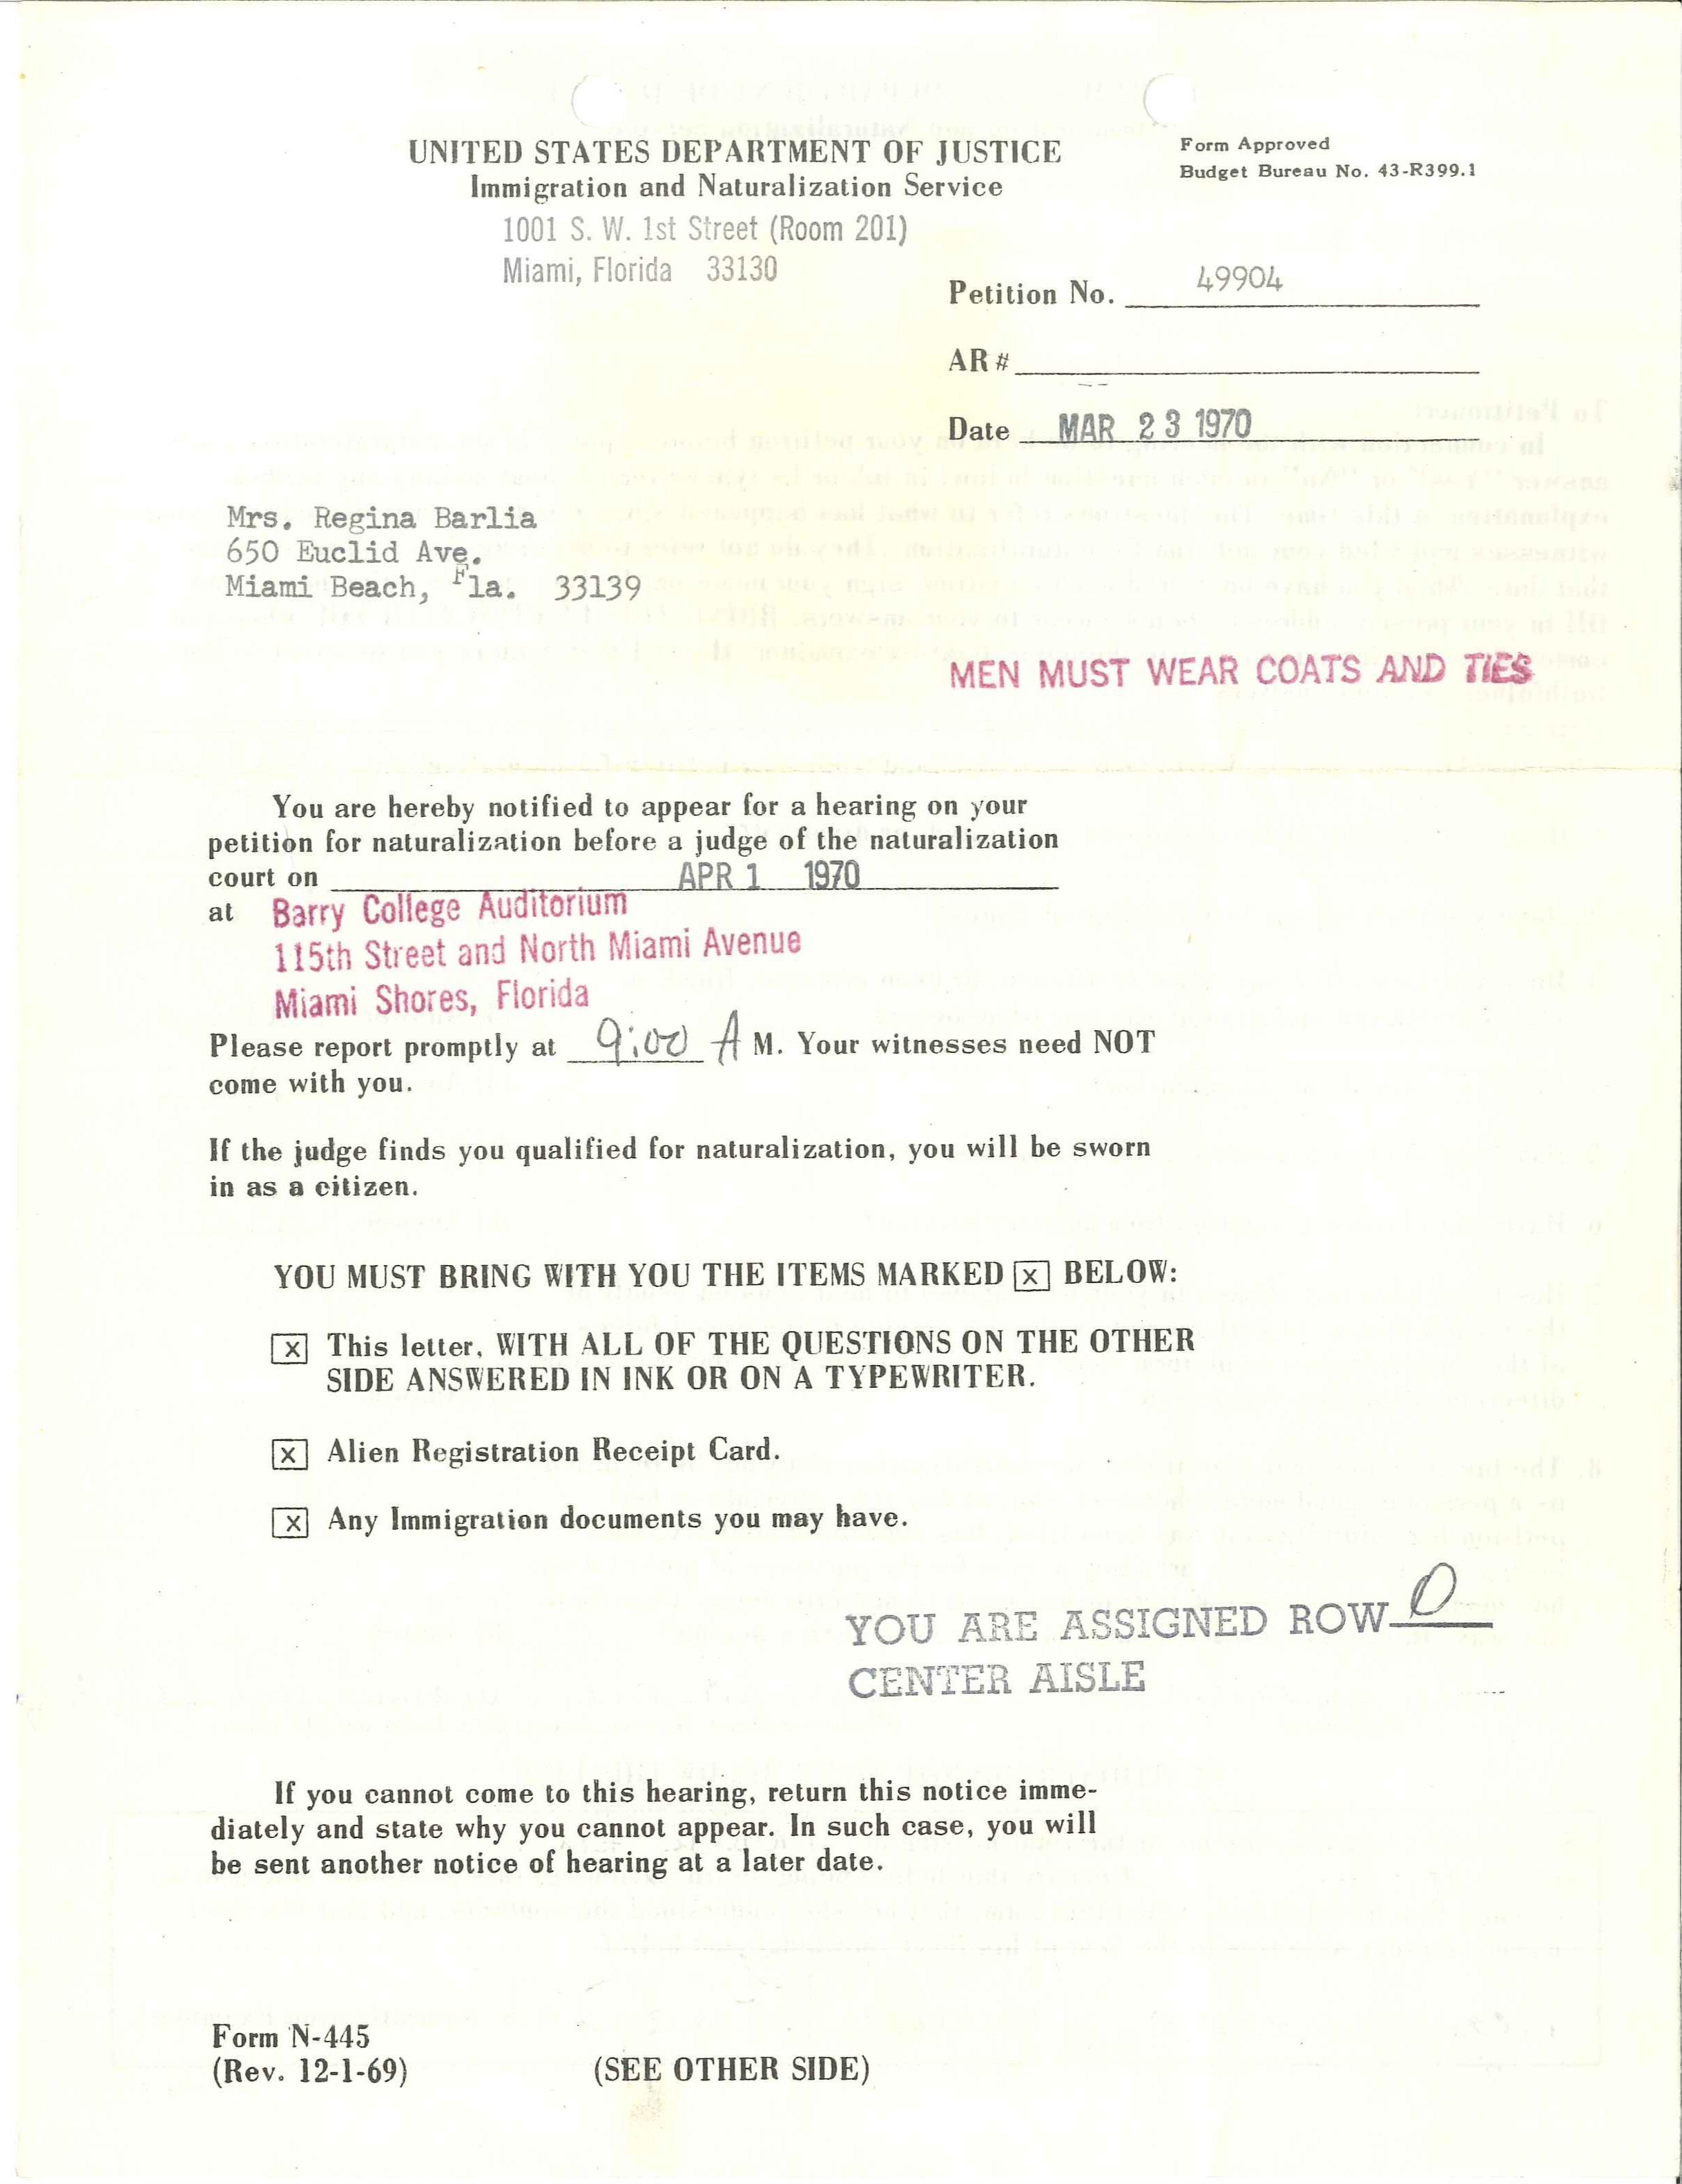 UNITED STATES DEPARTMENT OF JUSTICE
Immigration and Naturalization Service
1001 S. W. 1st Street (Room 201)
Miami, Florida 33130
Form Approved
Budget Bureau No. 43-R399.1
Petition No. 49904
AR #
Date MAR 23 1970
Mrs. Regina Barlia
650 Euclid Ave.
Miami Beach, Fla. 33139
MEN MUST WEAR COATS AND TIES
You are hereby notified to appear for a hearing on your
petition for naturalization before a judge of the naturalization
court on APR 1 1970
at Barry College Auditorium
115th Street and North Miami Avenue
Miami Shores, Florida
Please report promptly at 9:00 A M. Your witnesses need NOT
come with you.
If the judge finds you qualified for naturalization, you will be sworn
in as a citizen.
YOU MUST BRING WITH YOU THE ITEMS MARKED x BELOW:
x This letter, WITH ALL OF THE QUESTIONS ON THE OTHER
SIDE ANSWERED IN INK OR ON A TYPEWRITER.
x Alien Registration Receipt Card.
x Any Immigration documents you may have.
YOU ARE ASSIGNED ROW O
CENTER AISLE
If you cannot come to this hearing, return this notice imme-
diately and state why you cannot appear. In such case, you will
be sent another notice of hearing at a later date.
Form N-445
(Rev. 12-1-69)
(SEE OTHER SIDE)